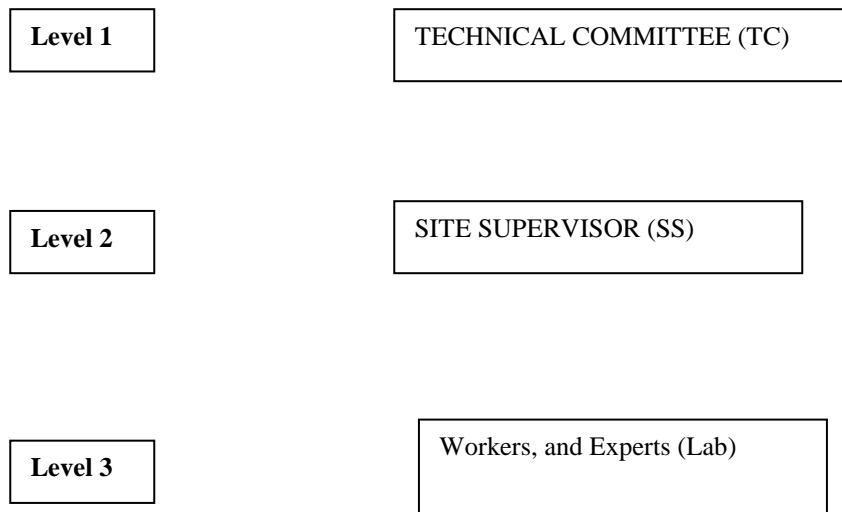 Level 1
TECHNICAL COMMITTEE (TC)
Level 2
SITE SUPERVISOR (SS)
Level 3
Workers, and Experts (Lab)